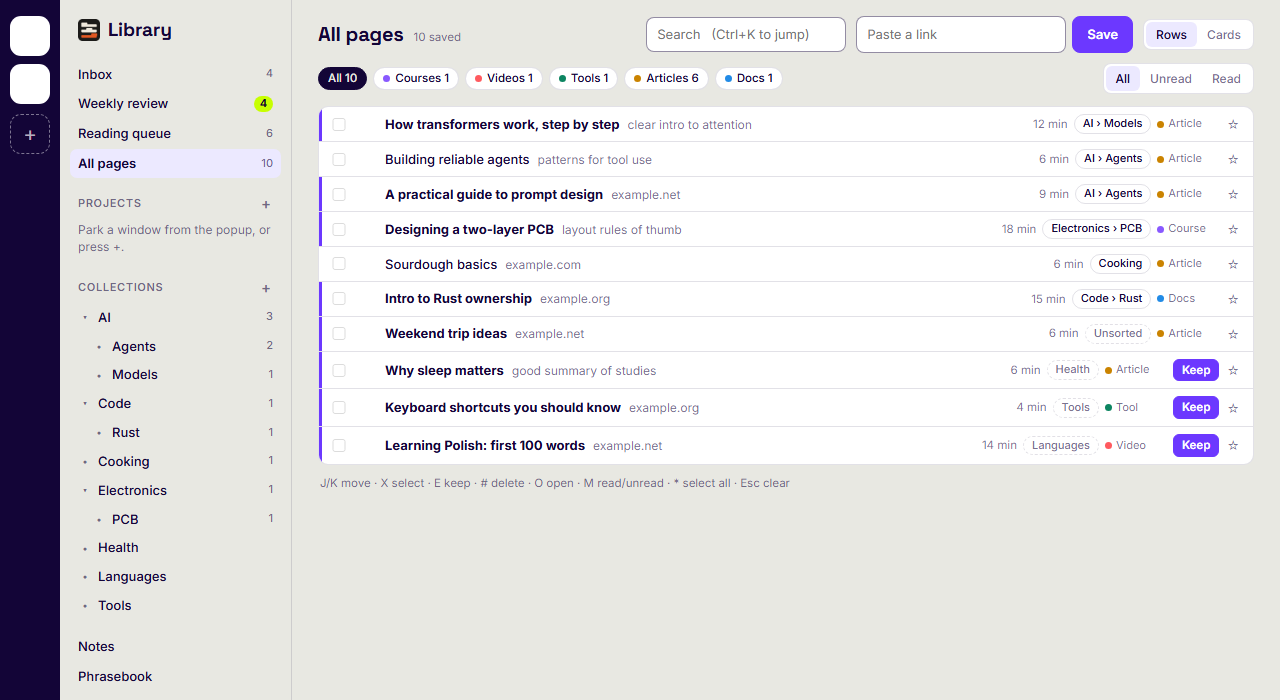 Library
Inbox 4
Weekly review 4
Reading queue 6
All pages 10
PROJECTS +
Park a window from the popup, or
press +.
COLLECTIONS +
AI 3
Agents 2
Models 1
Code 1
Rust 1
Cooking 1
Electronics 1
PCB 1
Health
Languages
Tools
Notes
Phrasebook
+
All pages 10 saved
Search (Ctrl+K to jump)
Paste a link
Save
Rows Cards
All 10 Courses 1 Videos 1 Tools 1 Articles 6 Docs 1
All Unread Read
How transformers work, step by step clear intro to attention 12 min AI › Models Article ☆
Building reliable agents patterns for tool use 6 min AI › Agents Article ☆
A practical guide to prompt design example.net 9 min AI › Agents Article ☆
Designing a two-layer PCB layout rules of thumb 18 min Electronics › PCB Course ☆
Sourdough basics example.com 6 min Cooking Article ☆
Intro to Rust ownership example.org 15 min Code › Rust Docs ☆
Weekend trip ideas example.net 6 min Unsorted Article ☆
Why sleep matters good summary of studies 6 min Health Article Keep ☆
Keyboard shortcuts you should know example.org 4 min Tools Tool Keep ☆
Learning Polish: first 100 words example.net 14 min Languages Video Keep ☆
J/K move · X select · E keep · # delete · O open · M read/unread · * select all · Esc clear